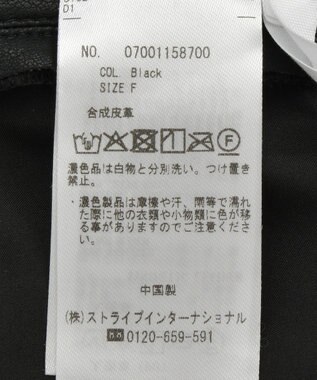 D1
NO. 07001158700
COL. Black
SIZE F
合成皮革
F
濃色品は白物と分別洗い。つけ置き
禁止。
・濃色製品は摩擦や汗、雨等で濡れ
た際に他の衣類や小物類に色が移
る事がありますのでご注意くださ
い。
中国製
(株)ストライプインターナショナル
0120-659-591